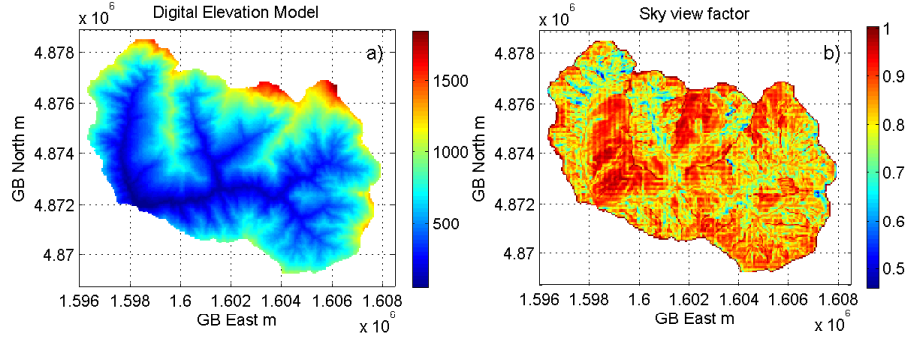 Digital Elevation Model
x 10^6
a)
4.878
4.876
4.874
4.872
4.87
GB North m
1.596
1.598
1.6
1.602
1.604
1.606
1.608
GB East m
x 10^6
1500
1000
500
Sky view factor
x 10^6
b)
4.878
4.876
4.874
4.872
4.87
GB North m
1.596
1.598
1.6
1.602
1.604
1.606
1.608
GB East m
x 10^6
1
0.9
0.8
0.7
0.6
0.5